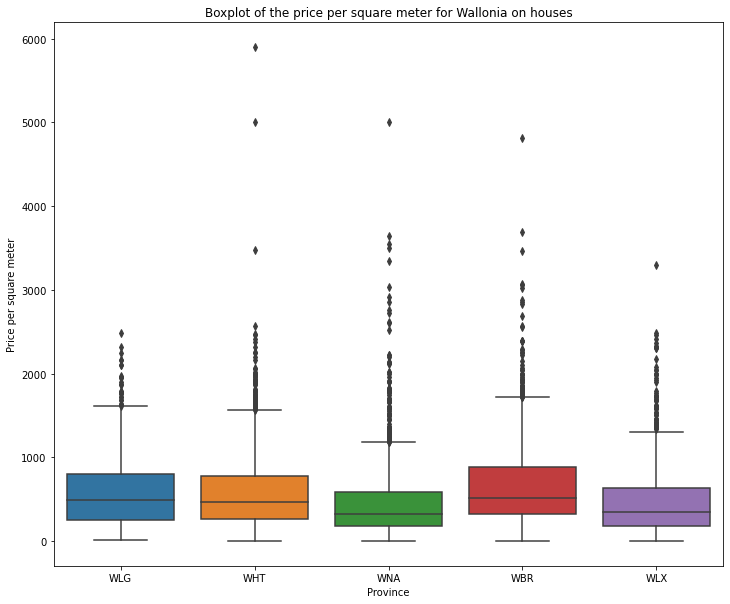 Boxplot of the price per square meter for Wallonia on houses
6000
5000
4000
3000
2000
1000
0
Price per square meter
WLG WHT WNA WBR WLX
Province